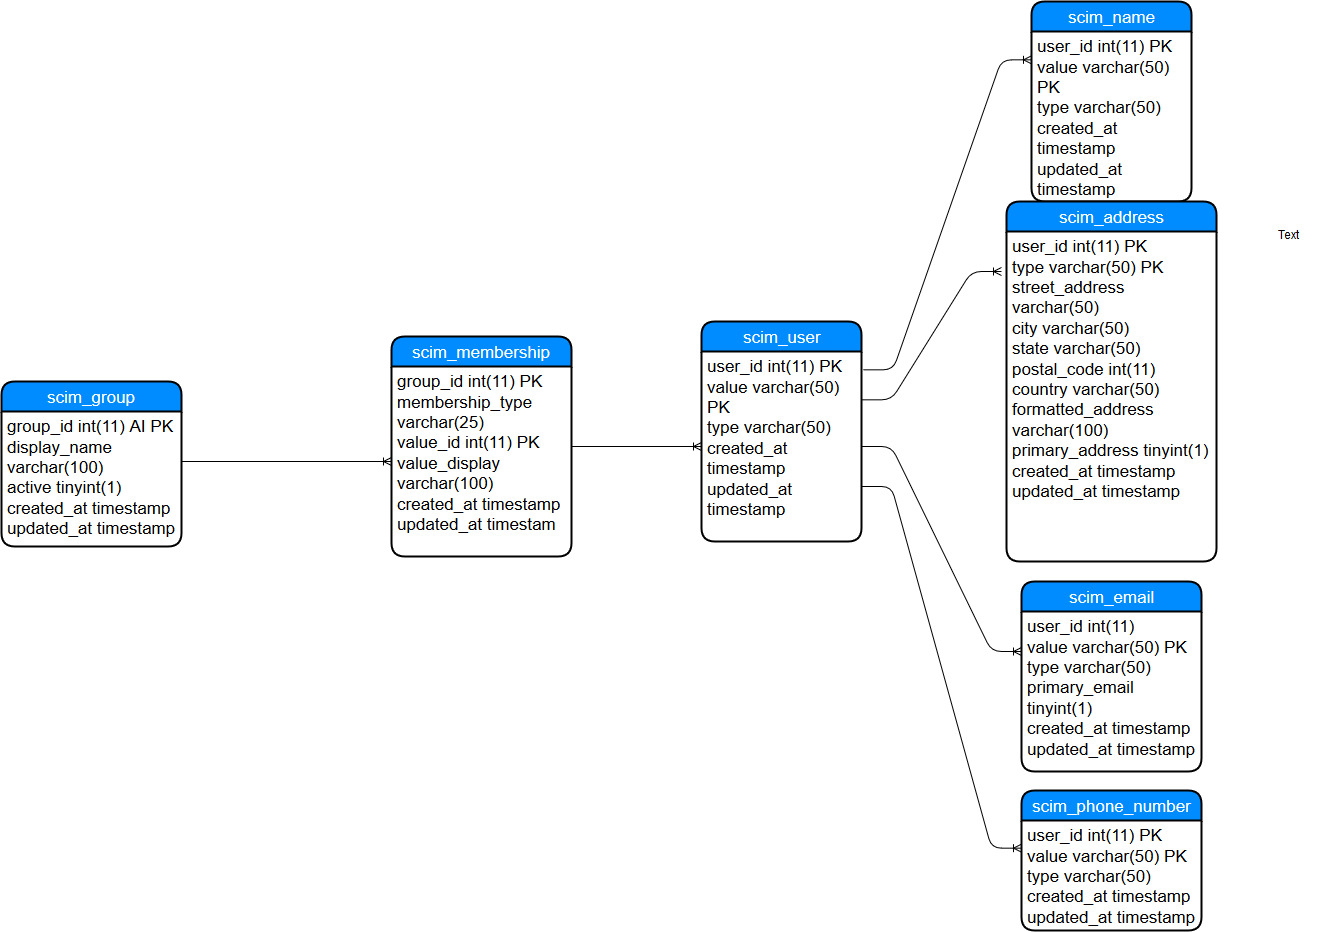 scim_name
user_id int(11) PK
value varchar(50)
PK
type varchar(50)
created_at
timestamp
updated_at
timestamp
scim_address
user_id int(11) PK
type varchar(50) PK
street_address
varchar(50)
city varchar(50)
state varchar(50)
postal_code int(11)
country varchar(50)
formatted_address
varchar(100)
primary_address tinyint(1)
created_at timestamp
updated_at timestamp
Text
scim_user
user_id int(11) PK
value varchar(50)
PK
type varchar(50)
created_at
timestamp
updated_at
timestamp
scim_membership
group_id int(11) PK
membership_type
varchar(25)
value_id int(11) PK
value_display
varchar(100)
created_at timestamp
updated_at timestam
scim_group
group_id int(11) AI PK
display_name
varchar(100)
active tinyint(1)
created_at timestamp
updated_at timestamp
scim_email
user_id int(11)
value varchar(50) PK
type varchar(50)
primary_email
tinyint(1)
created_at timestamp
updated_at timestamp
scim_phone_number
user_id int(11) PK
value varchar(50) PK
type varchar(50)
created_at timestamp
updated_at timestamp